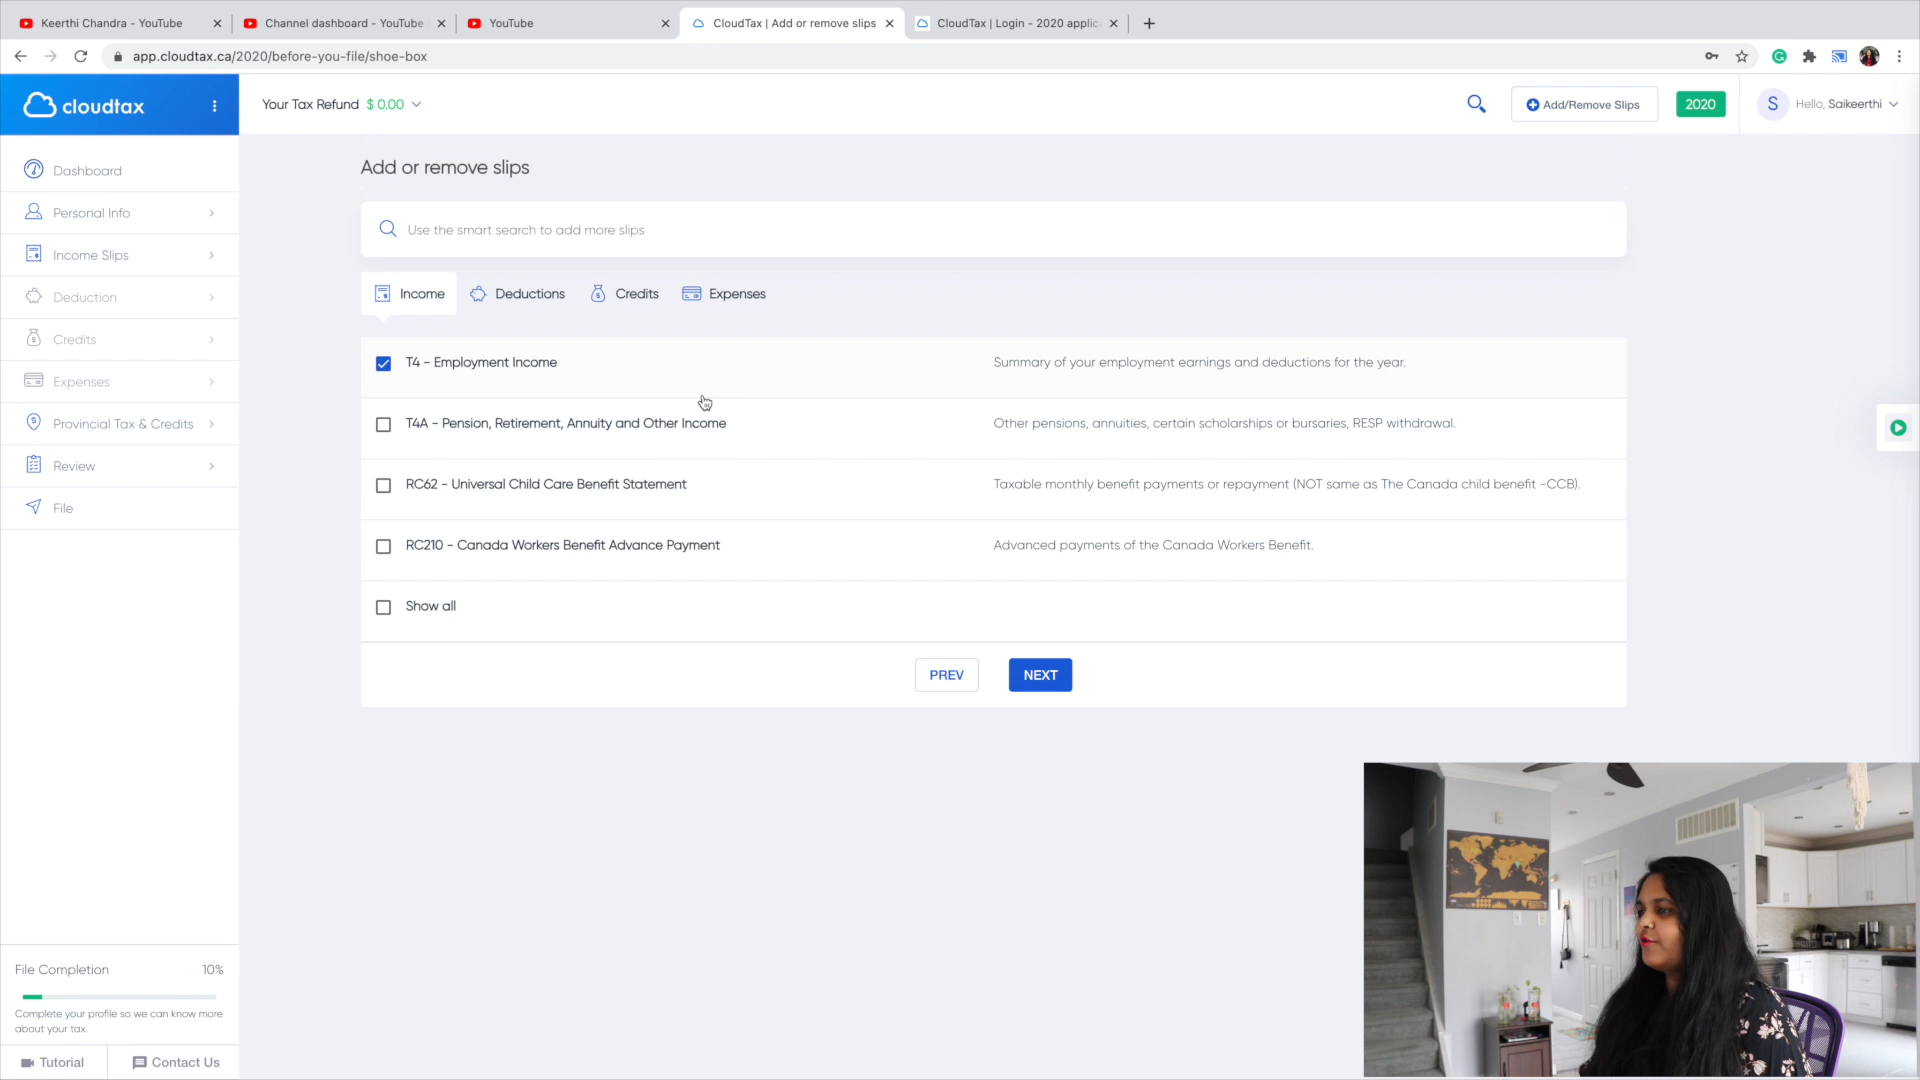 Keerthi Chandra - YouTube
Channel dashboard - YouTube
YouTube
CloudTax | Add or remove slips
CloudTax | Login - 2020 applic
app.cloudtax.ca/2020/before-you-file/shoe-box
cloudtax
Your Tax Refund $ 0.00
Add/Remove Slips
2020
S
Hello, Saikeerthi
Dashboard
Personal Info
Income Slips
Deduction
Credits
Expenses
Provincial Tax & Credits
Review
File
Add or remove slips
Use the smart search to add more slips
Income
Deductions
Credits
Expenses
T4 - Employment Income
Summary of your employment earnings and deductions for the year.
T4A - Pension, Retirement, Annuity and Other Income
Other pensions, annuities, certain scholarships or bursaries, RESP withdrawal.
RC62 - Universal Child Care Benefit Statement
Taxable monthly benefit payments or repayment (NOT same as The Canada child benefit -CCB).
RC210 - Canada Workers Benefit Advance Payment
Advanced payments of the Canada Workers Benefit.
Show all
PREV
NEXT
File Completion
10%
Complete your profile so we can know more
about your tax.
Tutorial
Contact Us